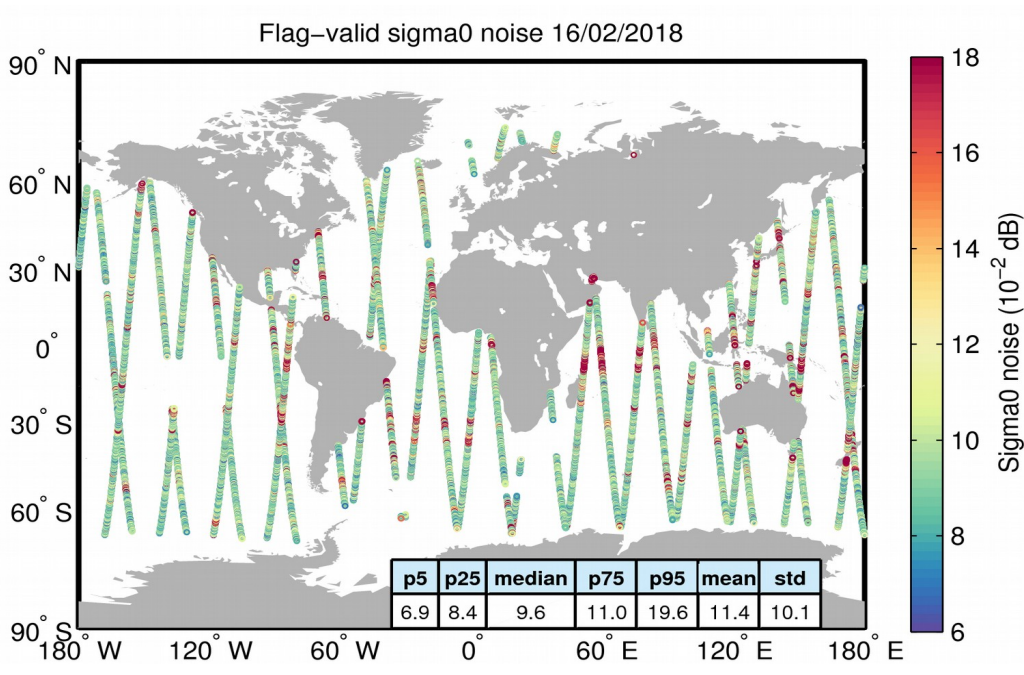 Flag−valid sigma0 noise 16/02/2018
90° N
60° N
30° N
0°
30° S
60° S
90° S
180° W
120° W
60° W
0°
60° E
120° E
180° E
18
16
14
12
10
8
6
Sigma0 noise (10⁻² dB)
p5 p25 median p75 p95 mean std
6.9 8.4 9.6 11.0 19.6 11.4 10.1